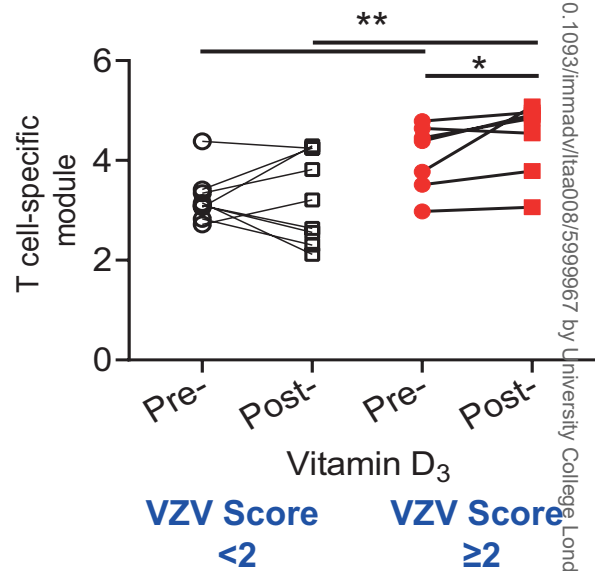 **
*
6
4
2
0
T cell-specific
module
Pre-
Post-
Pre-
Post-
Vitamin D₃
VZV Score
<2
VZV Score
≥2
0.1093/immadv/ltaa008/5999967 by University College Lond